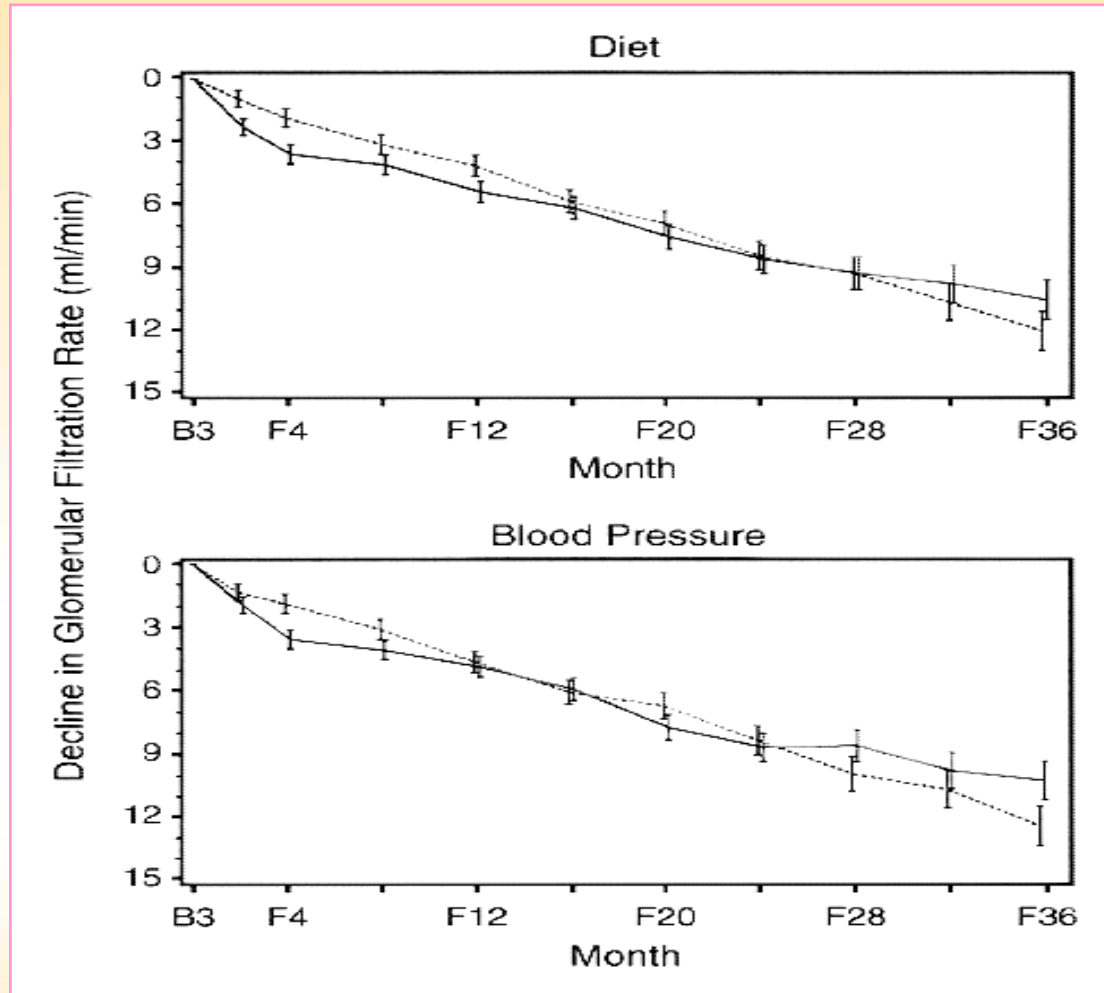 Diet
0
3
6
9
12
15
B3 F4 F12 F20 F28 F36
Month
Decline in Glomerular Filtration Rate (ml/min)
Blood Pressure
0
3
6
9
12
15
B3 F4 F12 F20 F28 F36
Month